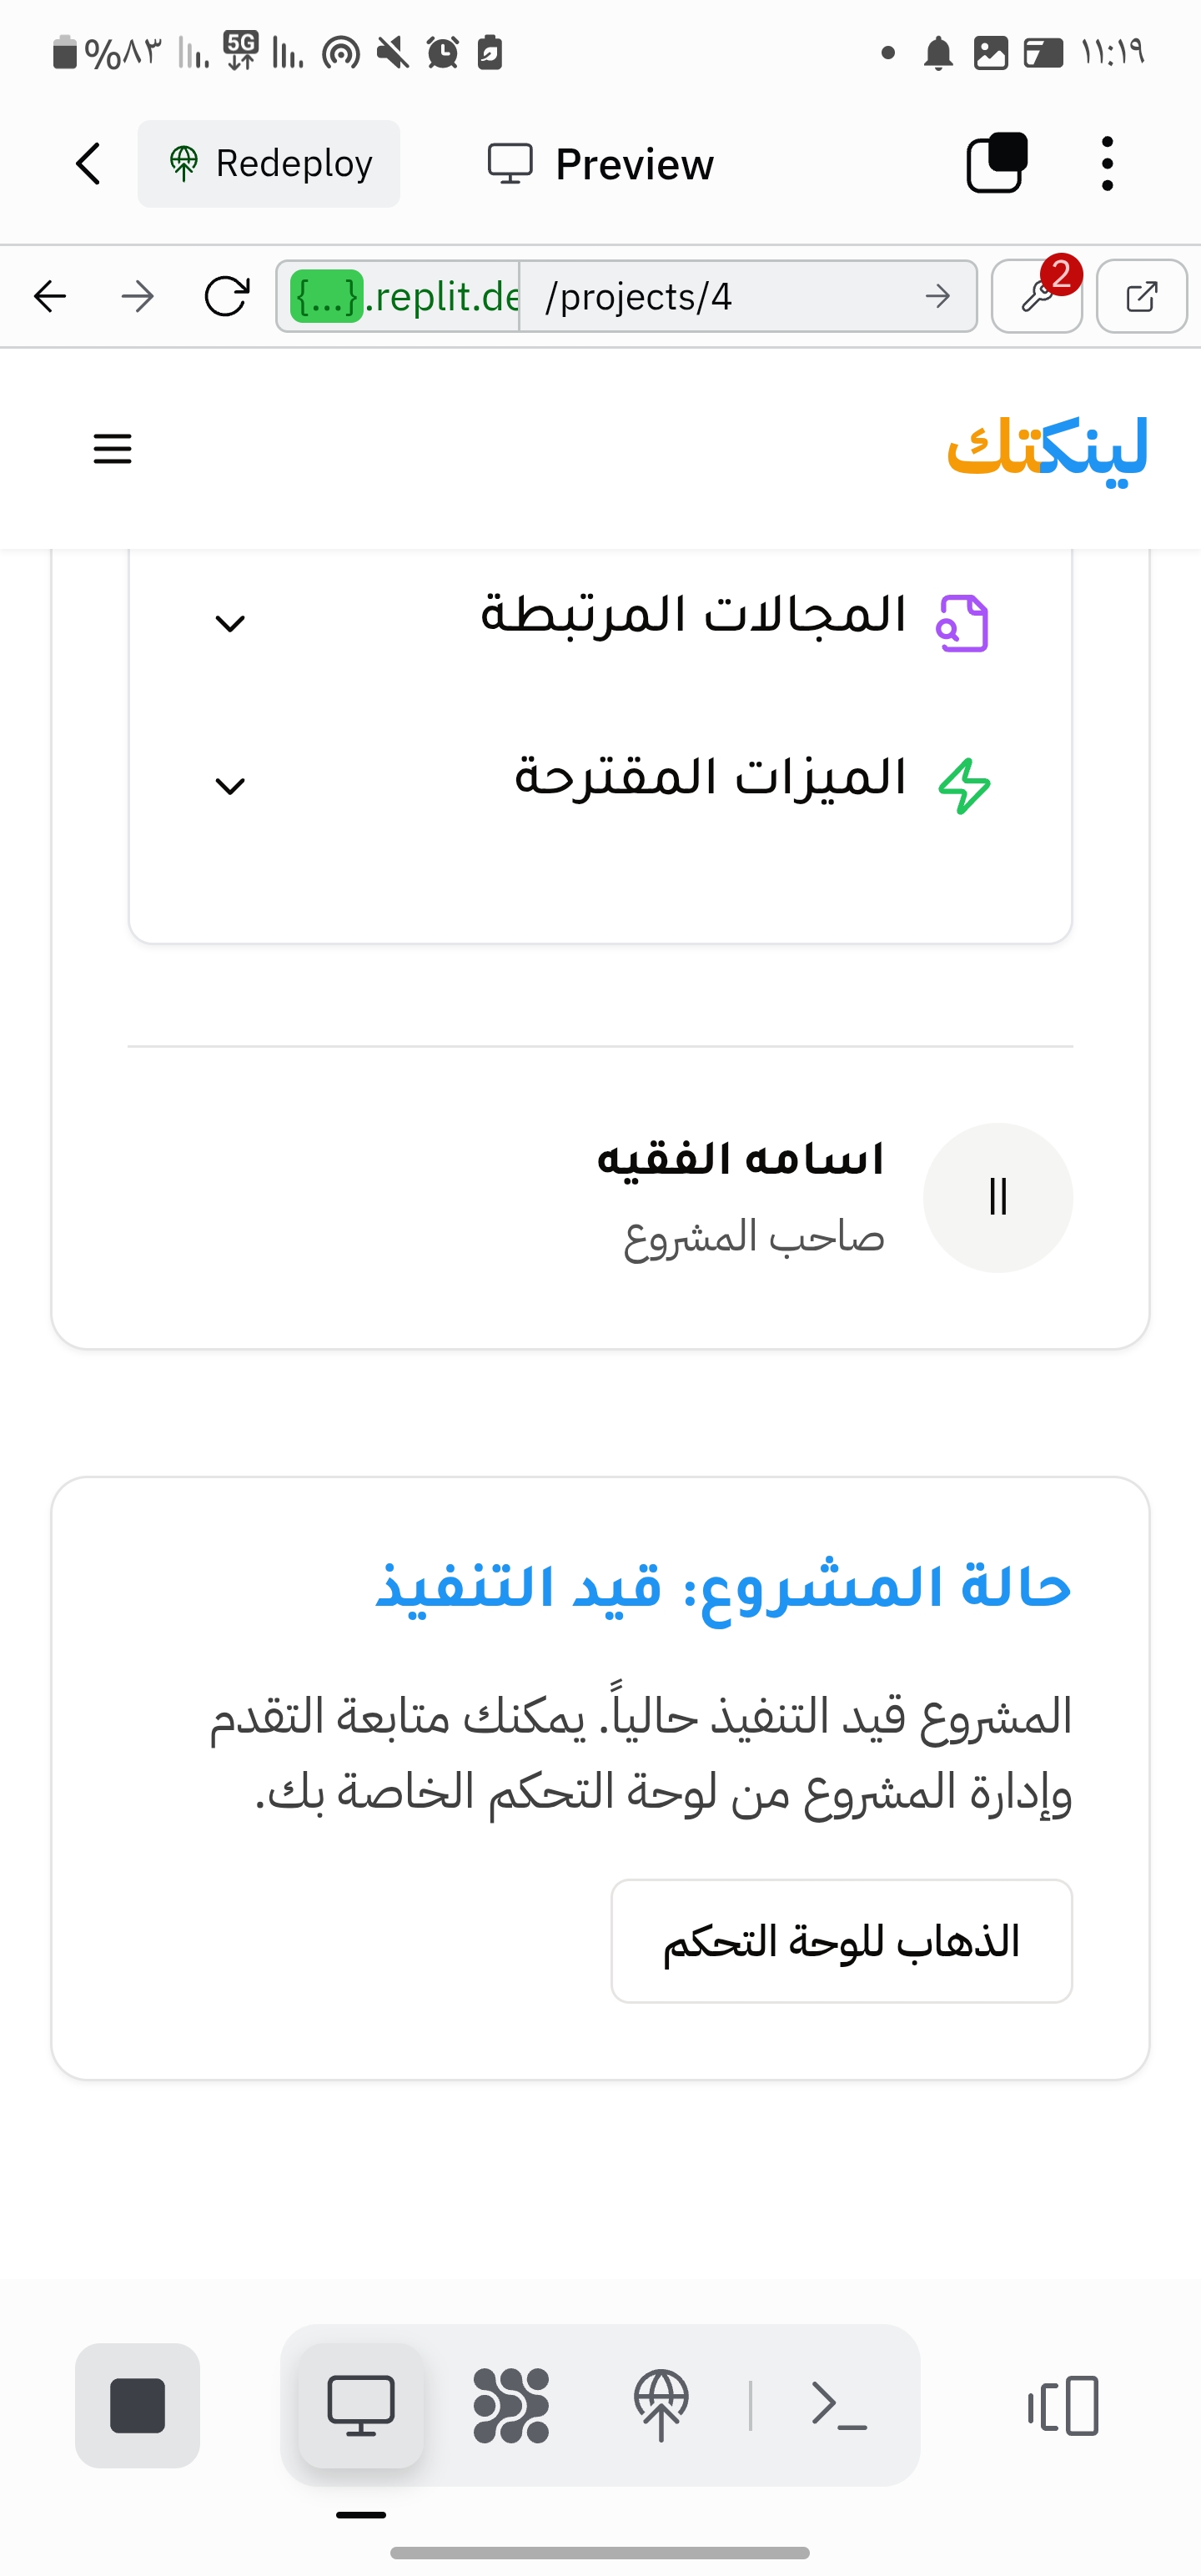 %٨٣ 5G ١١:١٩
Redeploy Preview
{...}.replit.de /projects/4 2
لينكتك
المجالات المرتبطة
الميزات المقترحة
اا
اسامه الفقيه
صاحب المشروع
حالة المشروع: قيد التنفيذ
المشروع قيد التنفيذ حالياً. يمكنك متابعة التقدم
وإدارة المشروع من لوحة التحكم الخاصة بك.
الذهاب للوحة التحكم